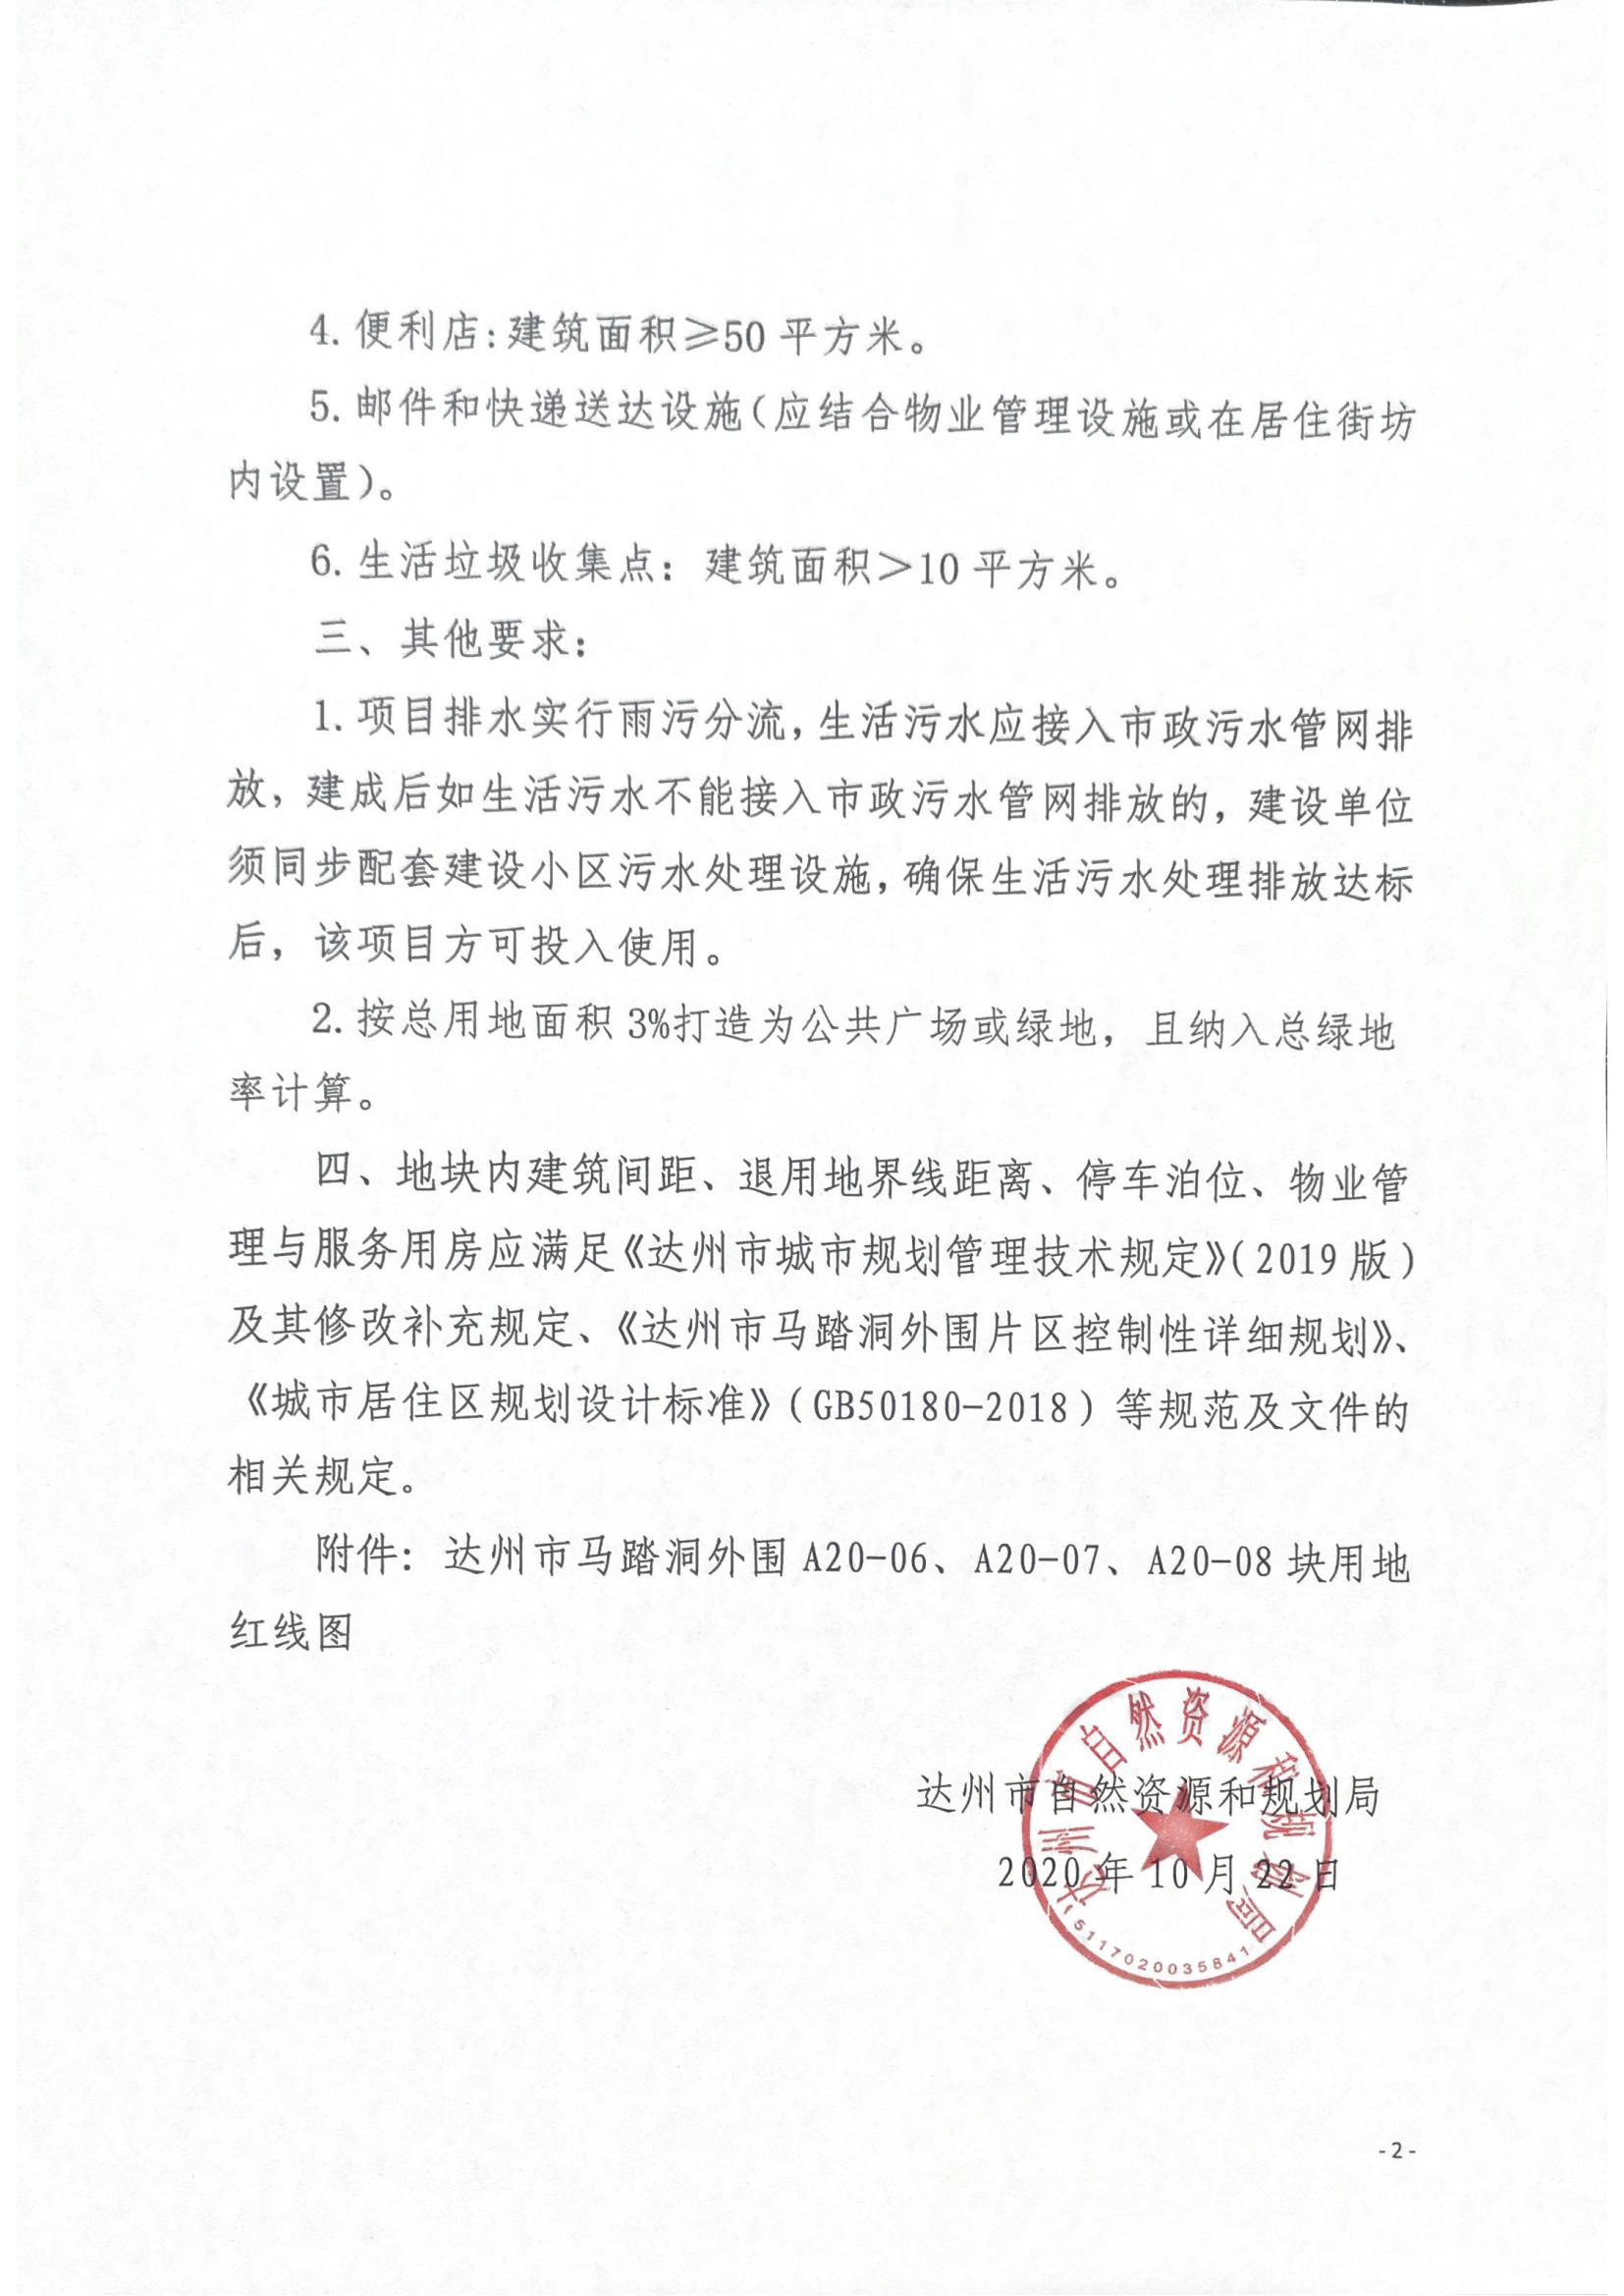 4.便利店:建筑面积≥50平方米。
5.邮件和快递送达设施(应结合物业管理设施或在居住街坊
内设置)。
6.生活垃圾收集点：建筑面积>10平方米。
三、其他要求：
1.项目排水实行雨污分流,生活污水应接入市政污水管网排
放，建成后如生活污水不能接入市政污水管网排放的，建设单位
须同步配套建设小区污水处理设施,确保生活污水处理排放达标
后，该项目方可投入使用。
2.按总用地面积3%打造为公共广场或绿地，且纳入总绿地
率计算。
四、地块内建筑间距、退用地界线距离、停车泊位、物业管
理与服务用房应满足《达州市城市规划管理技术规定》(2019版)
及其修改补充规定、《达州市马踏洞外围片区控制性详细规划》、
《城市居住区规划设计标准》(GB50180-2018)等规范及文件的
相关规定。
附件：达州市马踏洞外围A20-06、A20-07、A20-08块用地
红线图
达州市自然资源和规划局
2020年10月22日
达州市自然资源和规划局
5117020035841
-2-